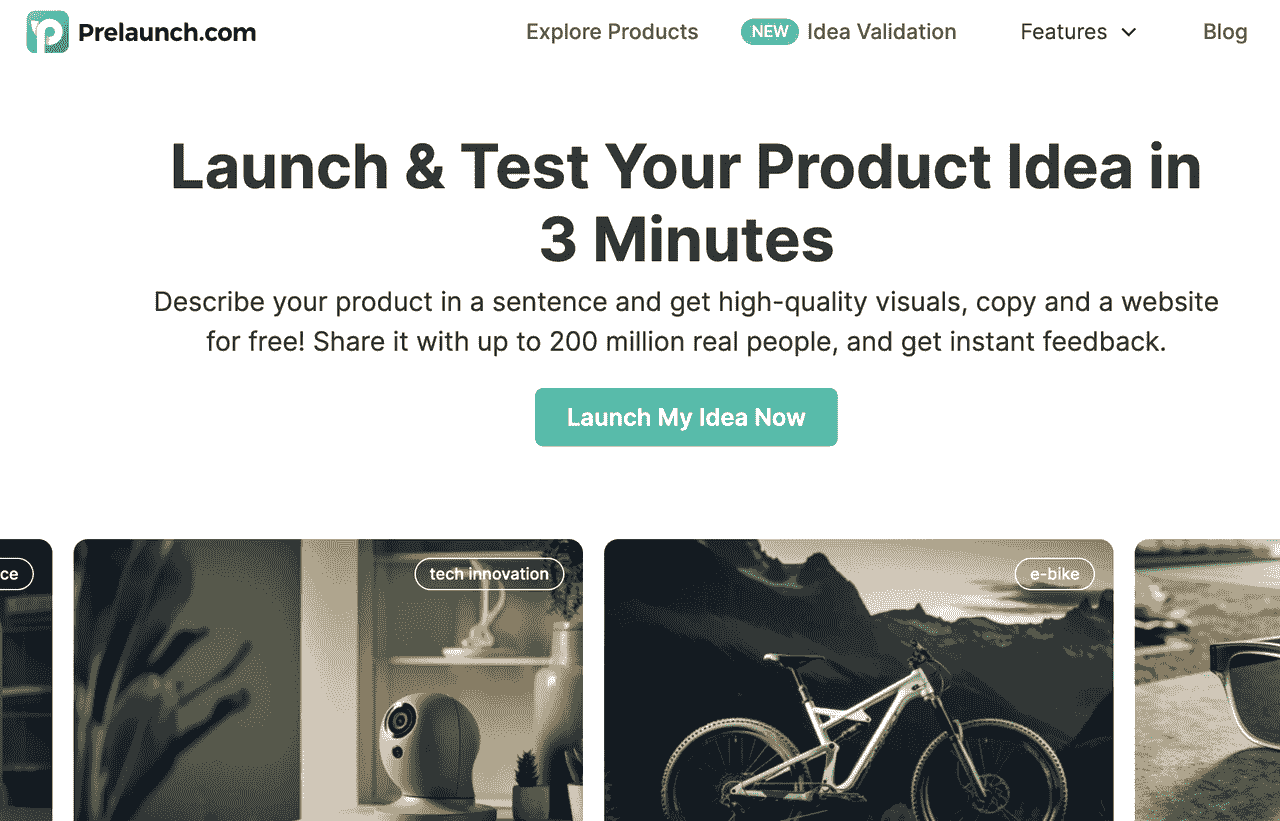 Prelaunch.com
Explore Products
NEW Idea Validation
Features
Blog
Launch & Test Your Product Idea in
3 Minutes
Describe your product in a sentence and get high-quality visuals, copy and a website
for free! Share it with up to 200 million real people, and get instant feedback.
Launch My Idea Now
ce
tech innovation
e-bike